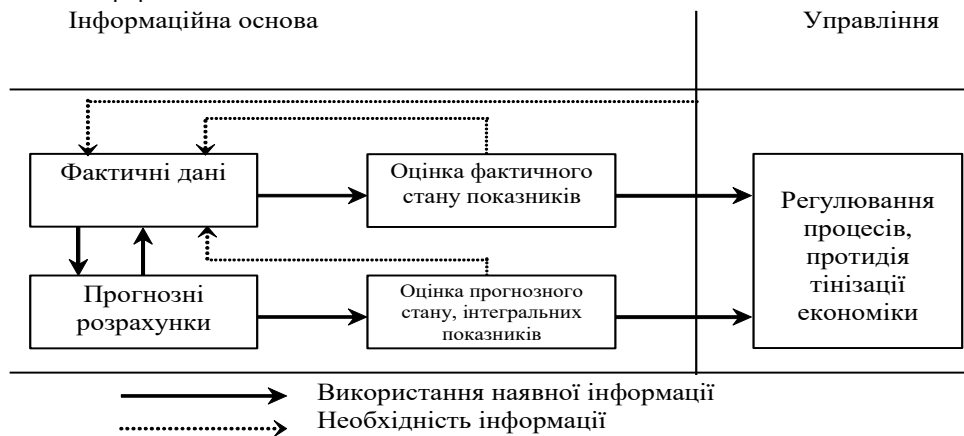 Інформаційна основа
Управління
Фактичні дані
Оцінка фактичного
стану показників
Регулювання
процесів,
протидія
тінізації
економіки
Прогнозні
розрахунки
Оцінка прогнозного
стану, інтегральних
показників
Використання наявної інформації
Необхідність інформації